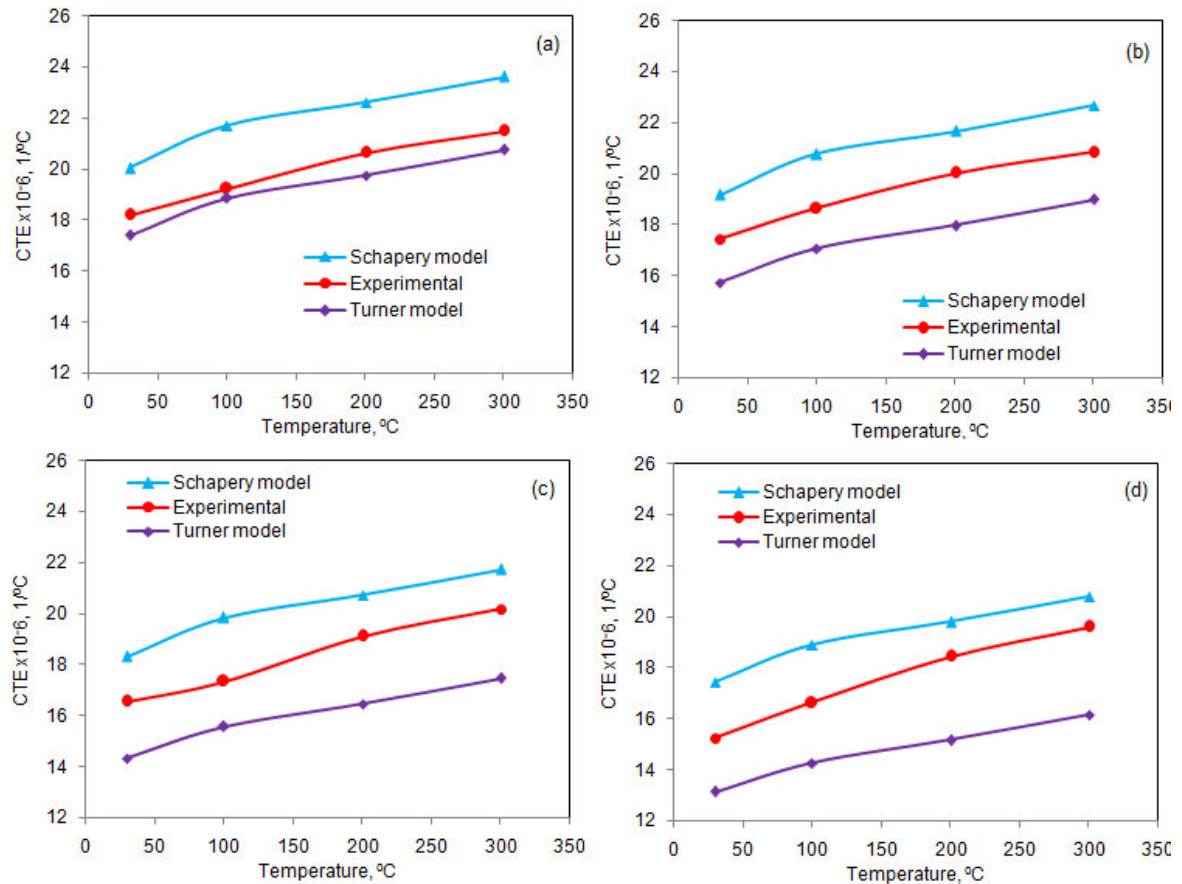 26
24
22
20
18
16
14
12
CTE x10-6, 1/ºC
(a)
Schapery model
Experimental
Turner model
0 50 100 150 200 250 300 350
Temperature, ºC
26
24
22
20
18
16
14
12
CTE x10-6, 1/ºC
(b)
Schapery model
Experimental
Turner model
0 50 100 150 200 250 300 350
Temperature, ºC
26
24
22
20
18
16
14
12
CTE x10-6, 1/ºC
Schapery model
Experimental
Turner model
(c)
0 50 100 150 200 250 300 350
Temperature, ºC
26
24
22
20
18
16
14
12
CTE x10-6, 1/ºC
Schapery model
Experimental
Turner model
(d)
0 50 100 150 200 250 300 350
Temperature, ºC